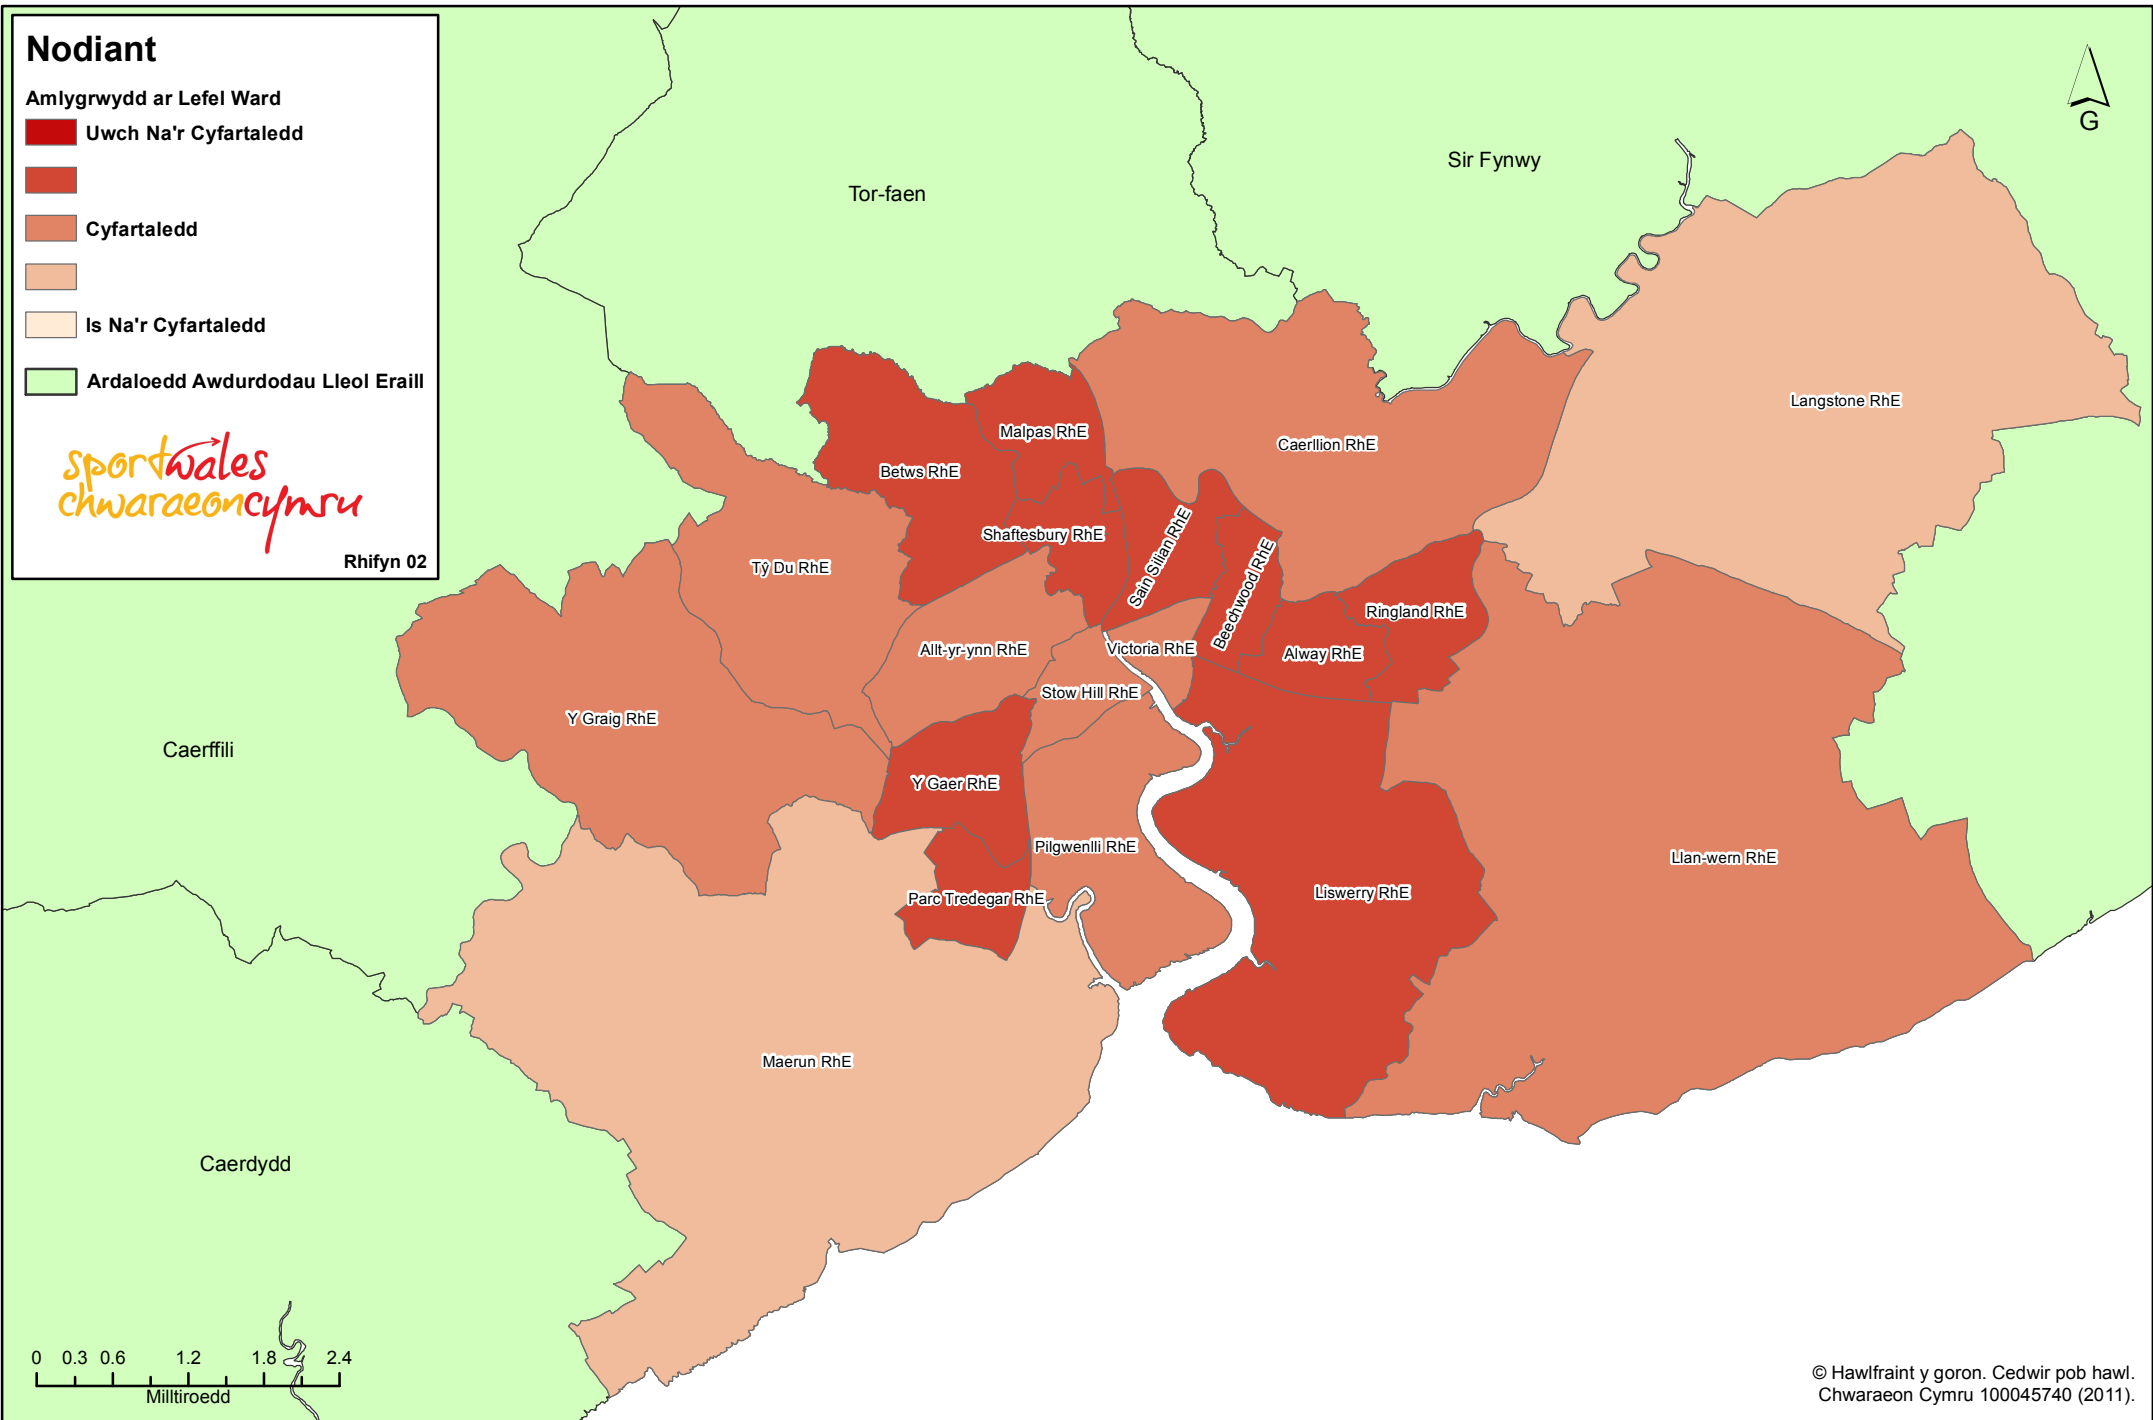 Nodiant
Amlygrwydd ar Lefel Ward
Uwch Na'r Cyfartaledd
Cyfartaledd
Is Na'r Cyfartaledd
Ardaloedd Awdurdodau Lleol Eraill
sportwales
chwaraeoncymru
Rhifyn 02
G
Sir Fynwy
Tor-faen
Langstone RhE
Malpas RhE
Caerllion RhE
Betws RhE
Shaftesbury RhE
Sain Silian RhE
Beechwood RhE
Tŷ Du RhE
Ringland RhE
Allt-yr-ynn RhE
Victoria RhE
Alway RhE
Stow Hill RhE
Y Graig RhE
Caerffili
Y Gaer RhE
Pilgwenlli RhE
Llan-wern RhE
Liswerry RhE
Parc Tredegar RhE
Maerun RhE
Caerdydd
0 0.3 0.6 1.2 1.8 2.4
Milltiroedd
© Hawlfraint y goron. Cedwir pob hawl.
Chwaraeon Cymru 100045740 (2011).